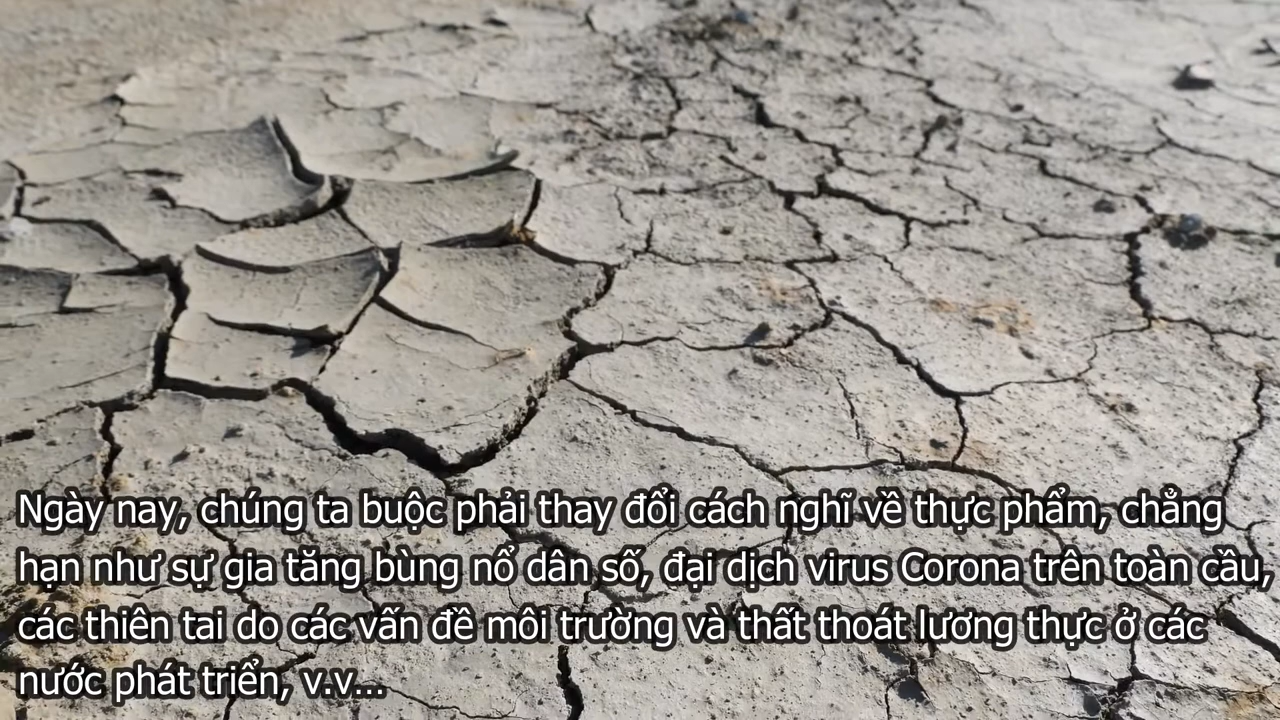 Ngày nay, chúng ta buộc phải thay đổi cách nghĩ về thực phẩm, chẳng
hạn như sự gia tăng bùng nổ dân số, đại dịch virus Corona trên toàn cầu,
các thiên tai do các vấn đề môi trường và thất thoát lương thực ở các
nước phát triển, v.v...